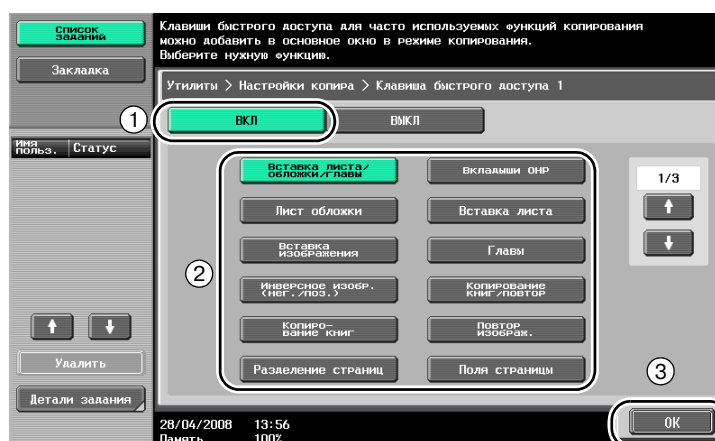 Список
заданий
Закладка
Имя
польз.
Статус
Удалить
Детали задания
Клавиши быстрого доступа для часто используемых функций копирования
можно добавить в основное окно в режиме копирования.
Выберите нужную функцию.
Утилиты > Настройки копира > Клавиша быстрого доступа 1
1
ВКЛ
ВЫКЛ
2
Вставка листа/
обложки/главы
Вкладыши OHP
Лист обложки
Вставка листа
Вставка
изображения
Главы
Инверсное изобр.
(нег./поз.)
Копирование
книг/повтор
Копиро-
вание книг
Повтор
изображ.
Разделение страниц
Поля страницы
1/3
3
OK
28/04/2008 13:56
Память 100%